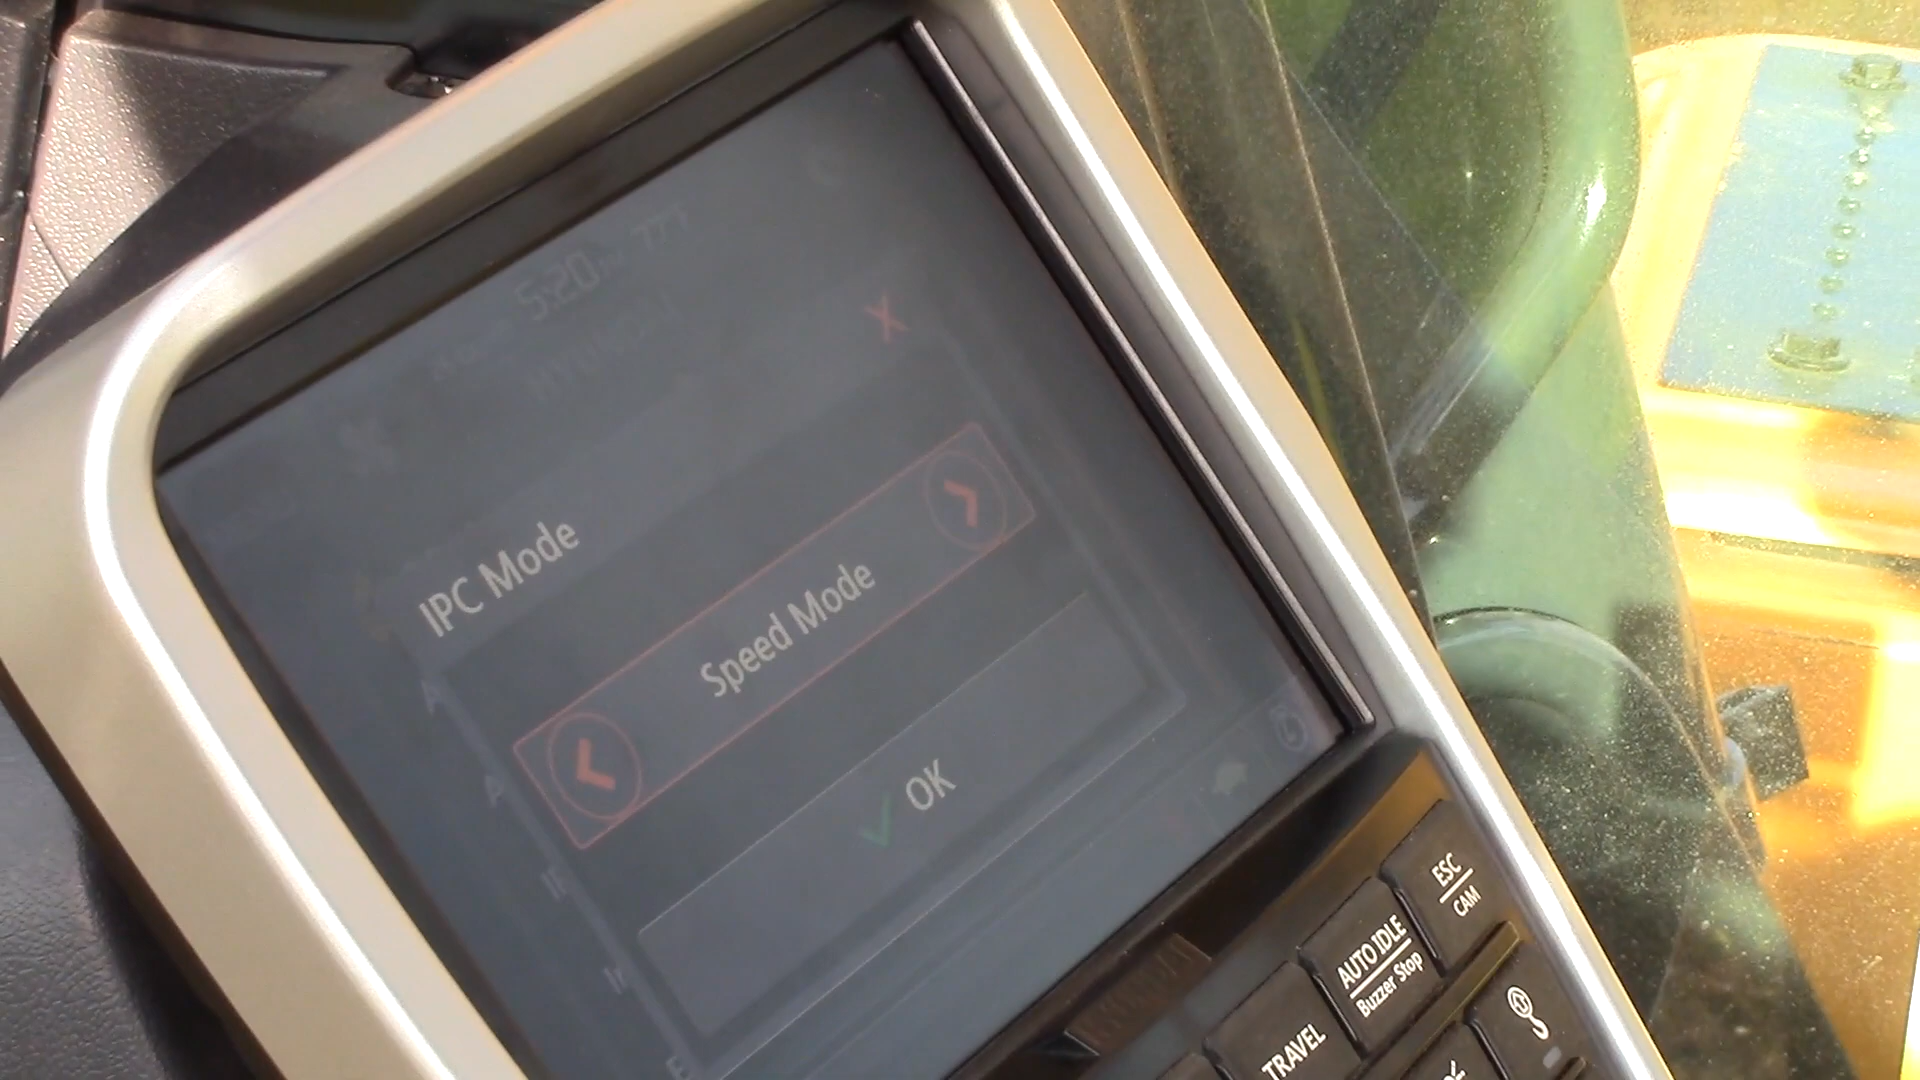 5:20
IPC Mode
Speed Mode
OK
ESC
CAM
AUTO IDLE
Buzzer Stop
TRAVEL